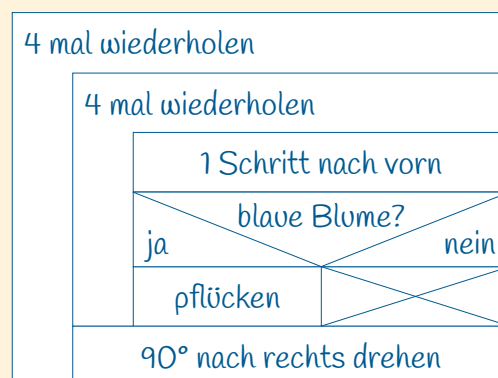 4 mal wiederholen
4 mal wiederholen
1 Schritt nach vorn
blaue Blume?
ja nein
pflücken
90° nach rechts drehen